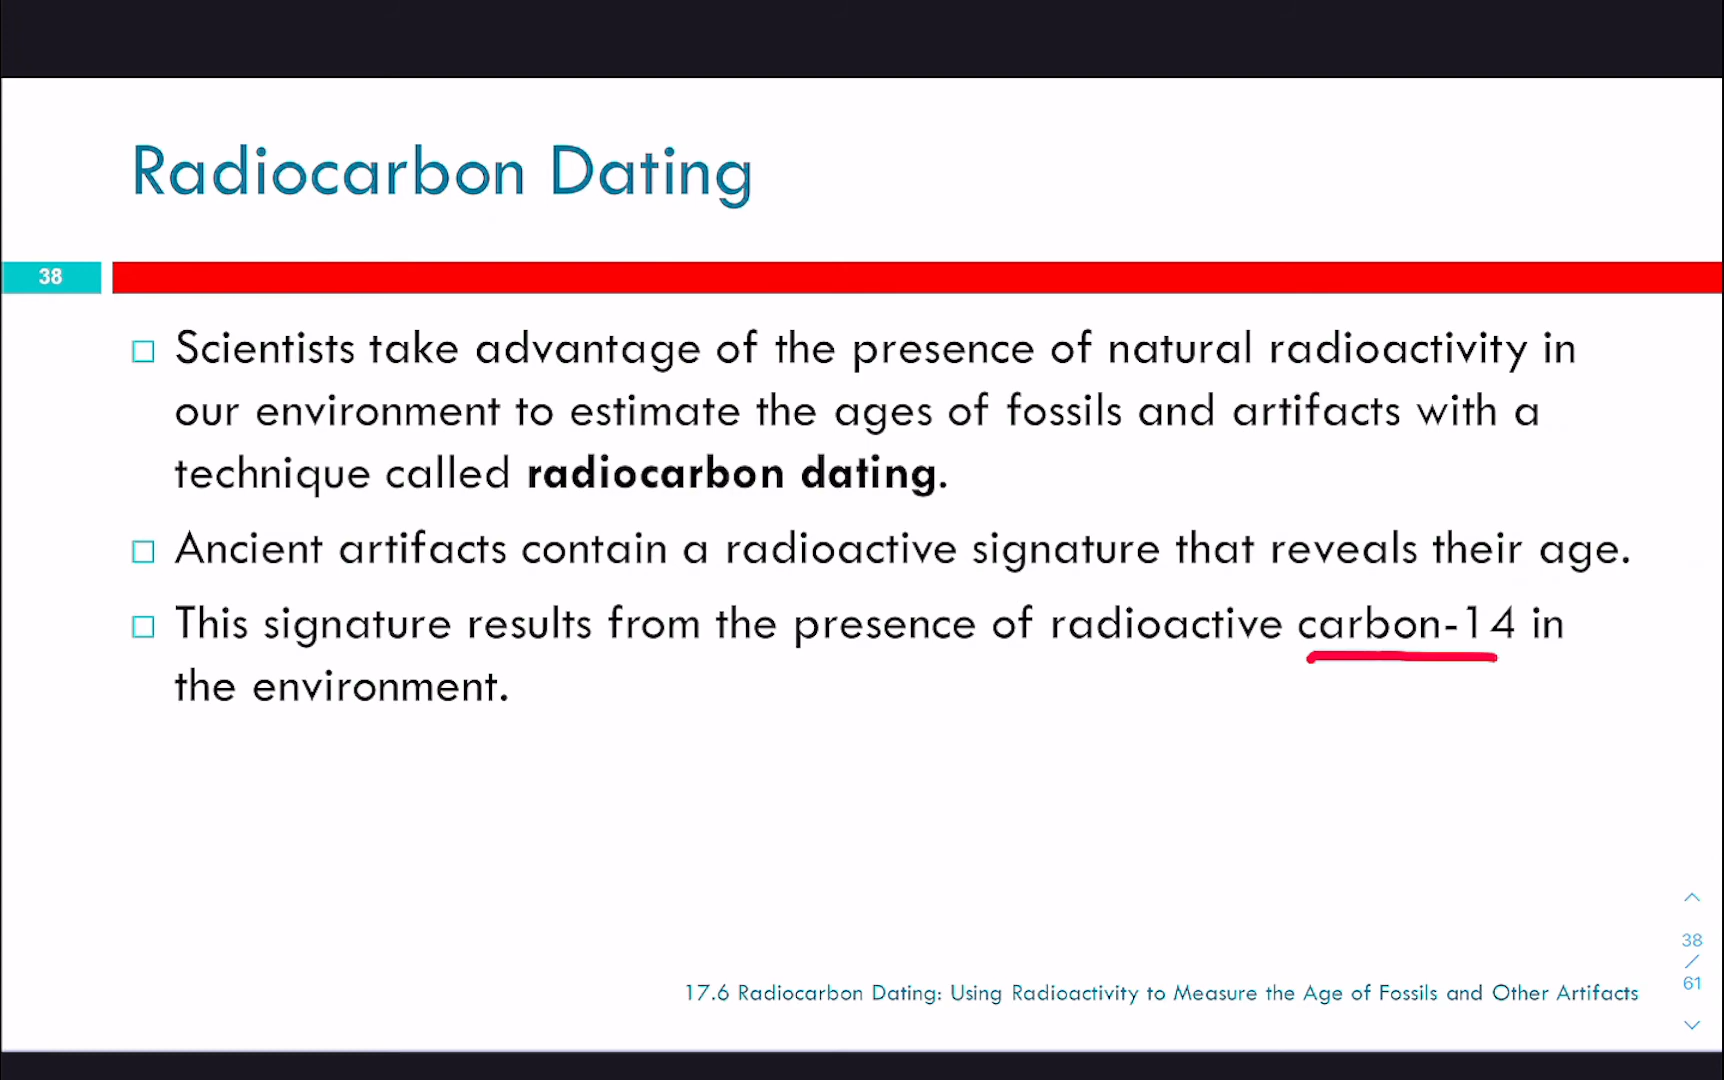 Radiocarbon Dating
38
Scientists take advantage of the presence of natural radioactivity in
our environment to estimate the ages of fossils and artifacts with a
technique called radiocarbon dating.
Ancient artifacts contain a radioactive signature that reveals their age.
This signature results from the presence of radioactive carbon-14 in
the environment.
38
/
61
17.6 Radiocarbon Dating: Using Radioactivity to Measure the Age of Fossils and Other Artifacts